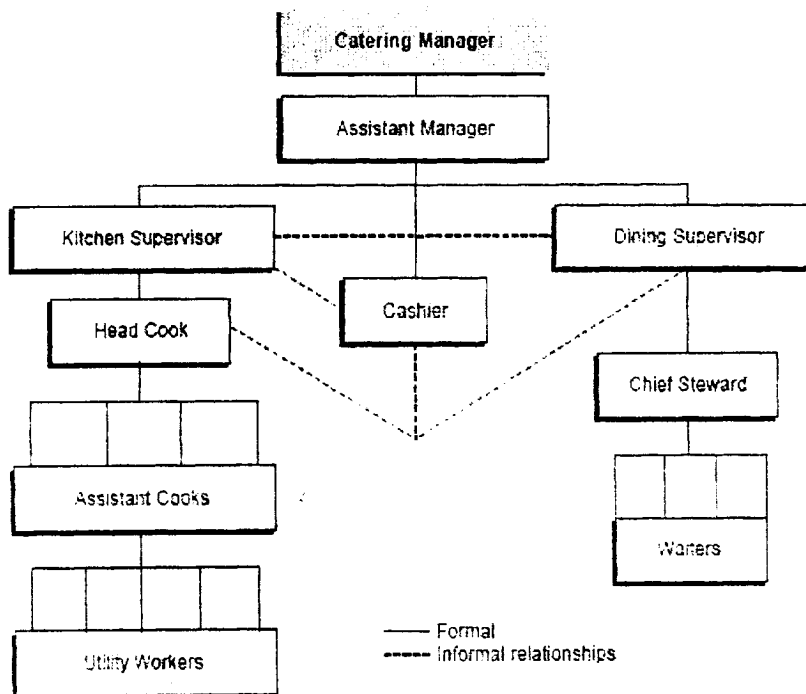 Catering Manager
Assistant Manager
Kitchen Supervisor
Dining Supervisor
Cashier
Head Cook
Chief Steward
Assistant Cooks
Waiters
Formal
Informal relationships
Utility Workers